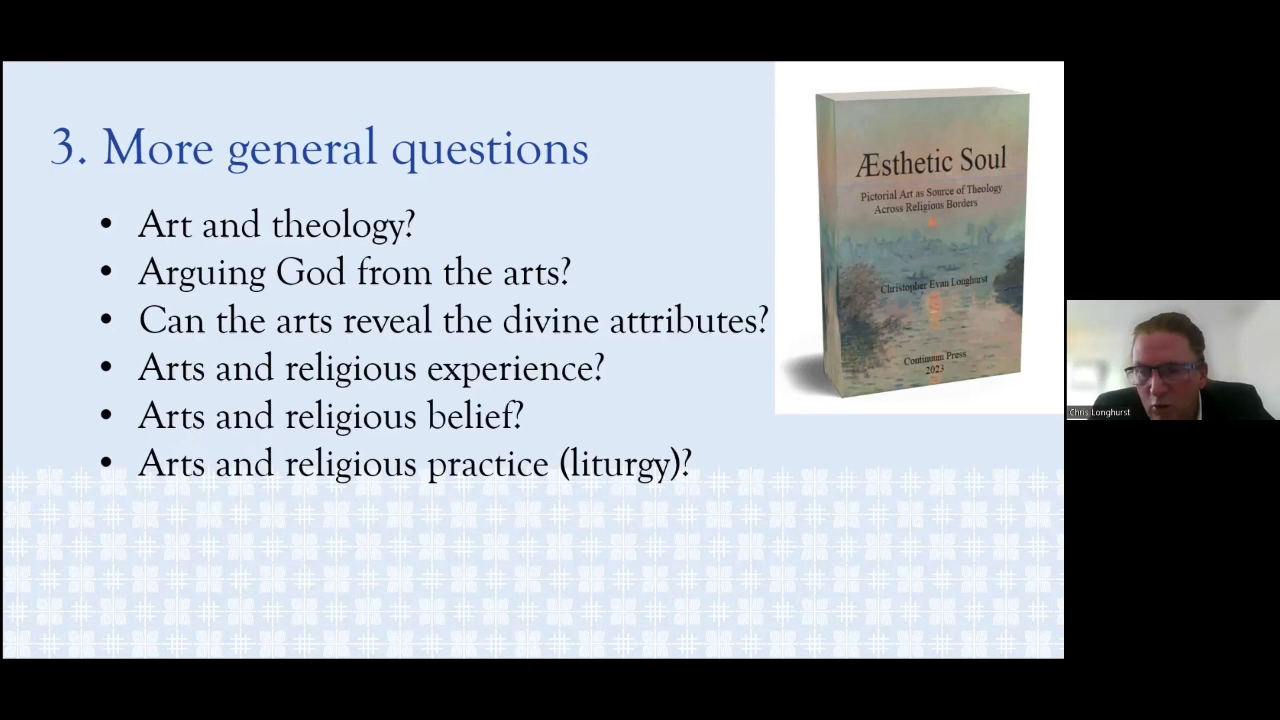 3. More general questions
• Art and theology?
• Arguing God from the arts?
• Can the arts reveal the divine attributes?
• Arts and religious experience?
• Arts and religious belief?
• Arts and religious practice (liturgy)?
Æsthetic Soul
Pictorial Art as Source of Theology
Across Religious Borders
Christopher Evan Longhurst
Continuum Press
2023
Chris Longhurst